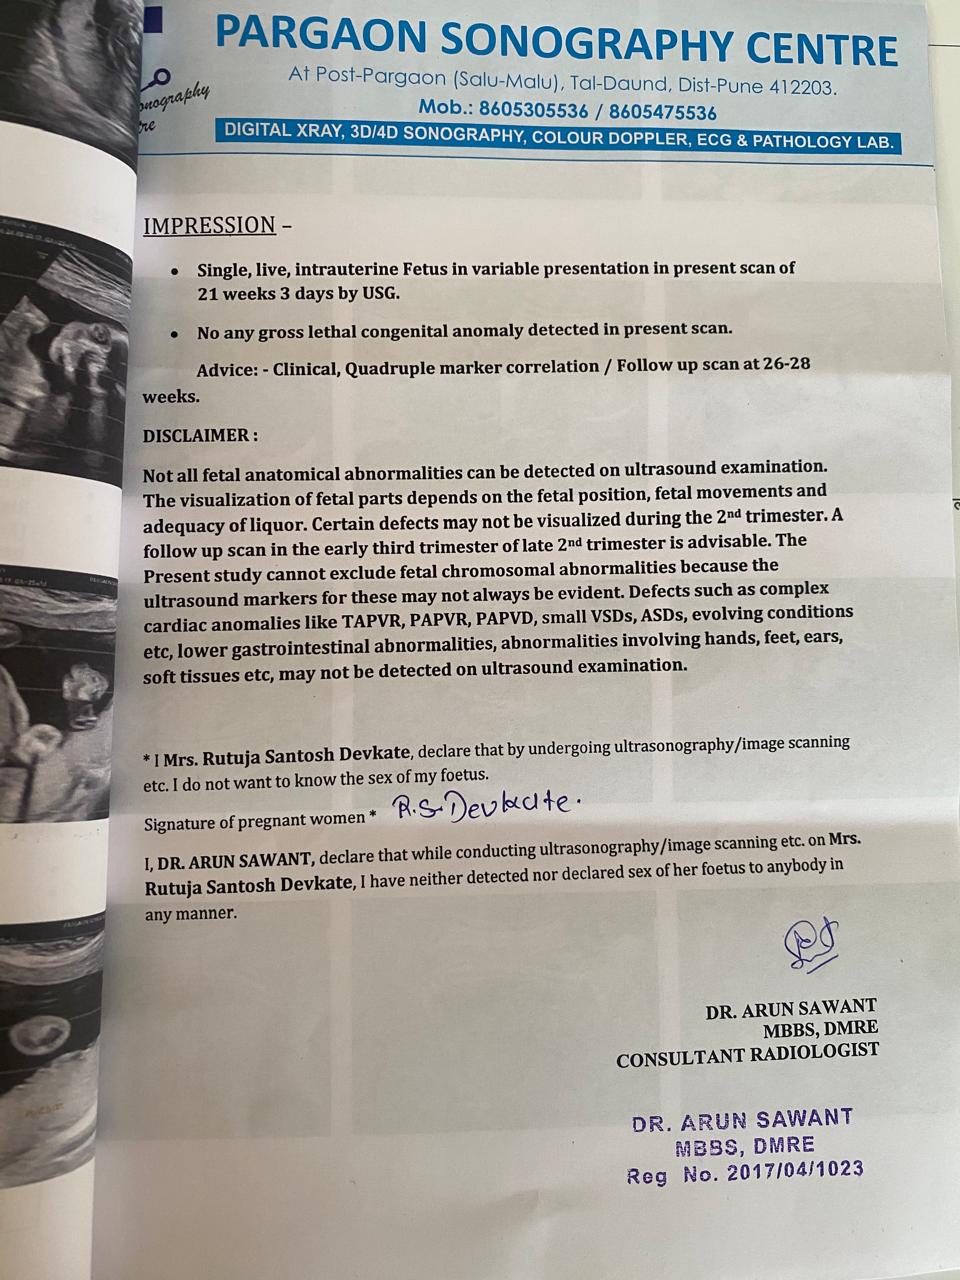 PARGAON SONOGRAPHY CENTRE
At Post-Pargaon (Salu-Malu), Tal-Daund, Dist-Pune 412203.
Mob.: 8605305536 / 8605475536
DIGITAL XRAY, 3D/4D SONOGRAPHY, COLOUR DOPPLER, ECG & PATHOLOGY LAB.
IMPRESSION –
• Single, live, intrauterine Fetus in variable presentation in present scan of
21 weeks 3 days by USG.
• No any gross lethal congenital anomaly detected in present scan.
Advice: - Clinical, Quadruple marker correlation / Follow up scan at 26-28
weeks.
DISCLAIMER :
Not all fetal anatomical abnormalities can be detected on ultrasound examination.
The visualization of fetal parts depends on the fetal position, fetal movements and
adequacy of liquor. Certain defects may not be visualized during the 2nd trimester. A
follow up scan in the early third trimester of late 2nd trimester is advisable. The
Present study cannot exclude fetal chromosomal abnormalities because the
ultrasound markers for these may not always be evident. Defects such as complex
cardiac anomalies like TAPVR, PAPVR, PAPVD, small VSDs, ASDs, evolving conditions
etc, lower gastrointestinal abnormalities, abnormalities involving hands, feet, ears,
soft tissues etc, may not be detected on ultrasound examination.
* I Mrs. Rutuja Santosh Devkate, declare that by undergoing ultrasonography/image scanning
etc. I do not want to know the sex of my foetus.
Signature of pregnant women * R.S.Devkate.
I, DR. ARUN SAWANT, declare that while conducting ultrasonography/image scanning etc. on Mrs.
Rutuja Santosh Devkate, I have neither detected nor declared sex of her foetus to anybody in
any manner.
DR. ARUN SAWANT
MBBS, DMRE
CONSULTANT RADIOLOGIST
DR. ARUN SAWANT
MBBS, DMRE
Reg No. 2017/04/1023